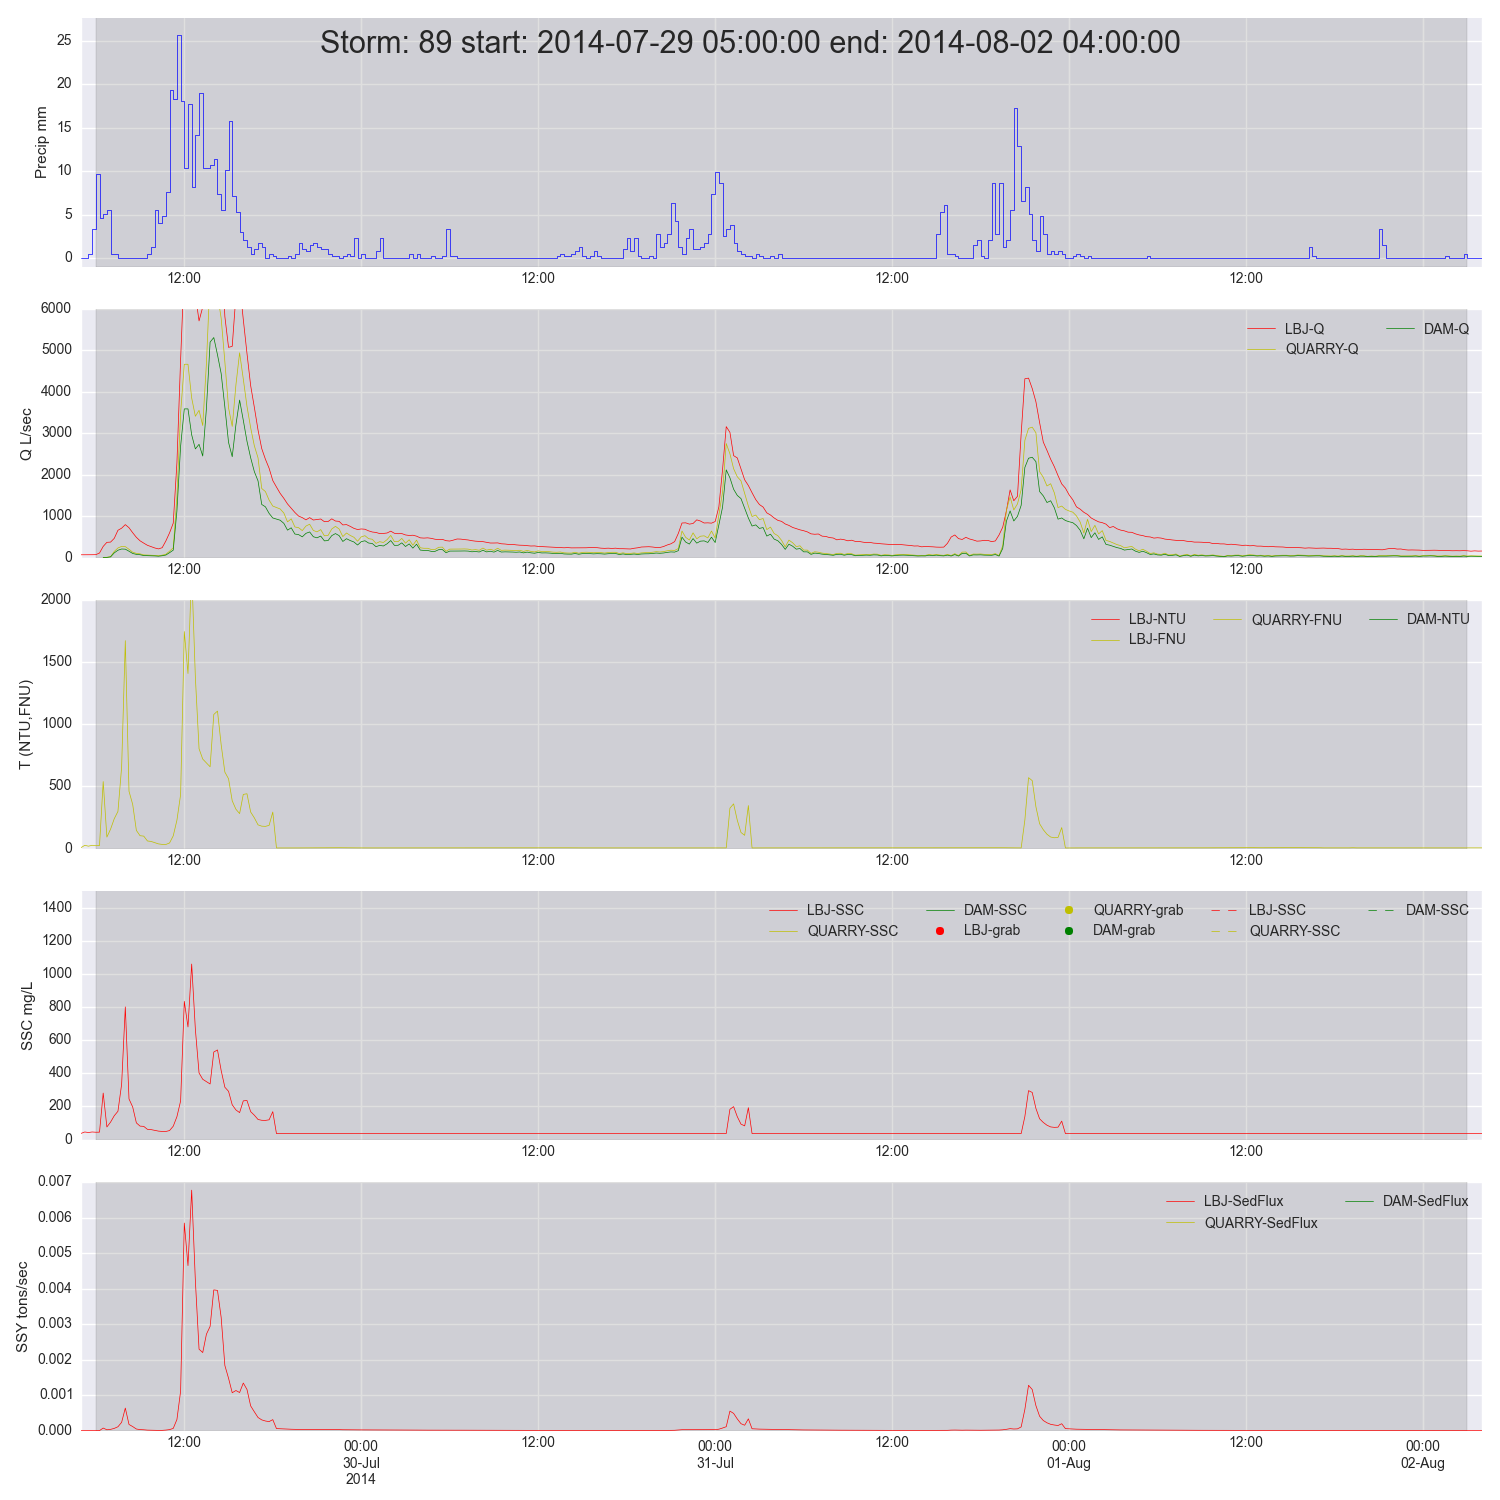 Storm: 89 start: 2014-07-29 05:00:00 end: 2014-08-02 04:00:00
Precip mm
25
20
15
10
5
0
12:00 12:00 12:00 12:00
Q L/sec
6000
5000
4000
3000
2000
1000
0
LBJ-Q DAM-Q
QUARRY-Q
12:00 12:00 12:00 12:00
T (NTU,FNU)
2000
1500
1000
500
0
LBJ-NTU QUARRY-FNU DAM-NTU
LBJ-FNU
12:00 12:00 12:00 12:00
SSC mg/L
1400
1200
1000
800
600
400
200
0
LBJ-SSC DAM-SSC QUARRY-grab LBJ-SSC DAM-SSC
QUARRY-SSC LBJ-grab DAM-grab QUARRY-SSC
12:00 12:00 12:00 12:00
SSY tons/sec
0.007
0.006
0.005
0.004
0.003
0.002
0.001
0.000
LBJ-SedFlux DAM-SedFlux
QUARRY-SedFlux
12:00 00:00 12:00 00:00 12:00 00:00 12:00 00:00
30-Jul 31-Jul 01-Aug 02-Aug
2014